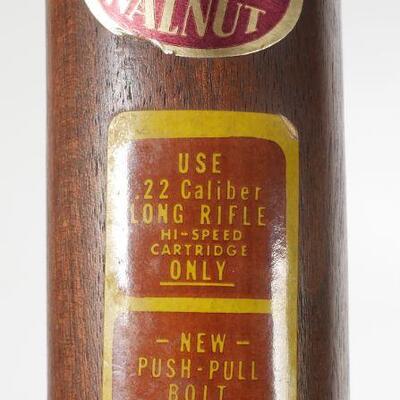 WALNUT
USE
.22 Caliber
LONG RIFLE
HI-SPEED
CARTRIDGE
ONLY
— NEW —
PUSH-PULL
BOLT